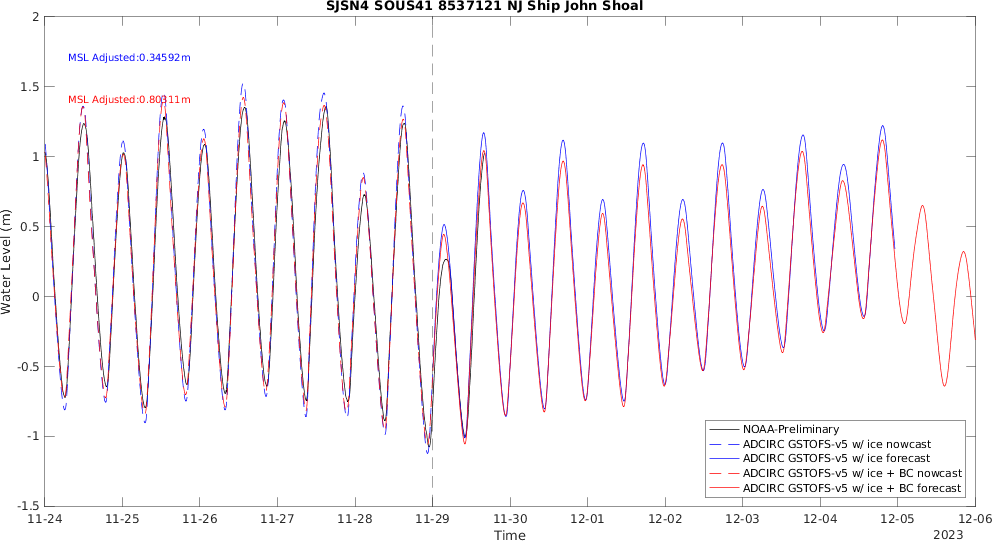 SJSN4 SOUS41 8537121 NJ Ship John Shoal
2
1.5
1
0.5
0
-0.5
-1
-1.5
Water Level (m)
MSL Adjusted:0.34592m
MSL Adjusted:0.80311m
NOAA-Preliminary
ADCIRC GSTOFS-v5 w/ ice nowcast
ADCIRC GSTOFS-v5 w/ ice forecast
ADCIRC GSTOFS-v5 w/ ice + BC nowcast
ADCIRC GSTOFS-v5 w/ ice + BC forecast
11-24 11-25 11-26 11-27 11-28 11-29 11-30 12-01 12-02 12-03 12-04 12-05 12-06
Time
2023